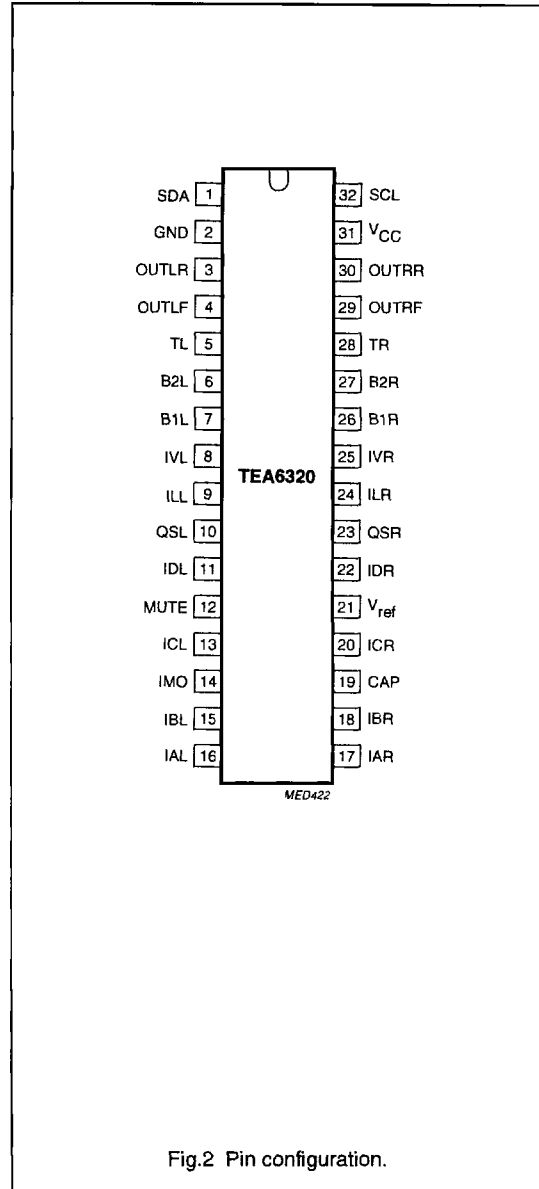 SDA 1 32 SCL
GND 2 31 VCC
OUTLR 3 30 OUTRR
OUTLF 4 29 OUTRF
TL 5 28 TR
B2L 6 27 B2R
B1L 7 26 B1R
IVL 8 25 IVR
TEA6320
ILL 9 24 ILR
QSL 10 23 QSR
IDL 11 22 IDR
MUTE 12 21 Vref
ICL 13 20 ICR
IMO 14 19 CAP
IBL 15 18 IBR
IAL 16 17 IAR
MED422
Fig.2 Pin configuration.